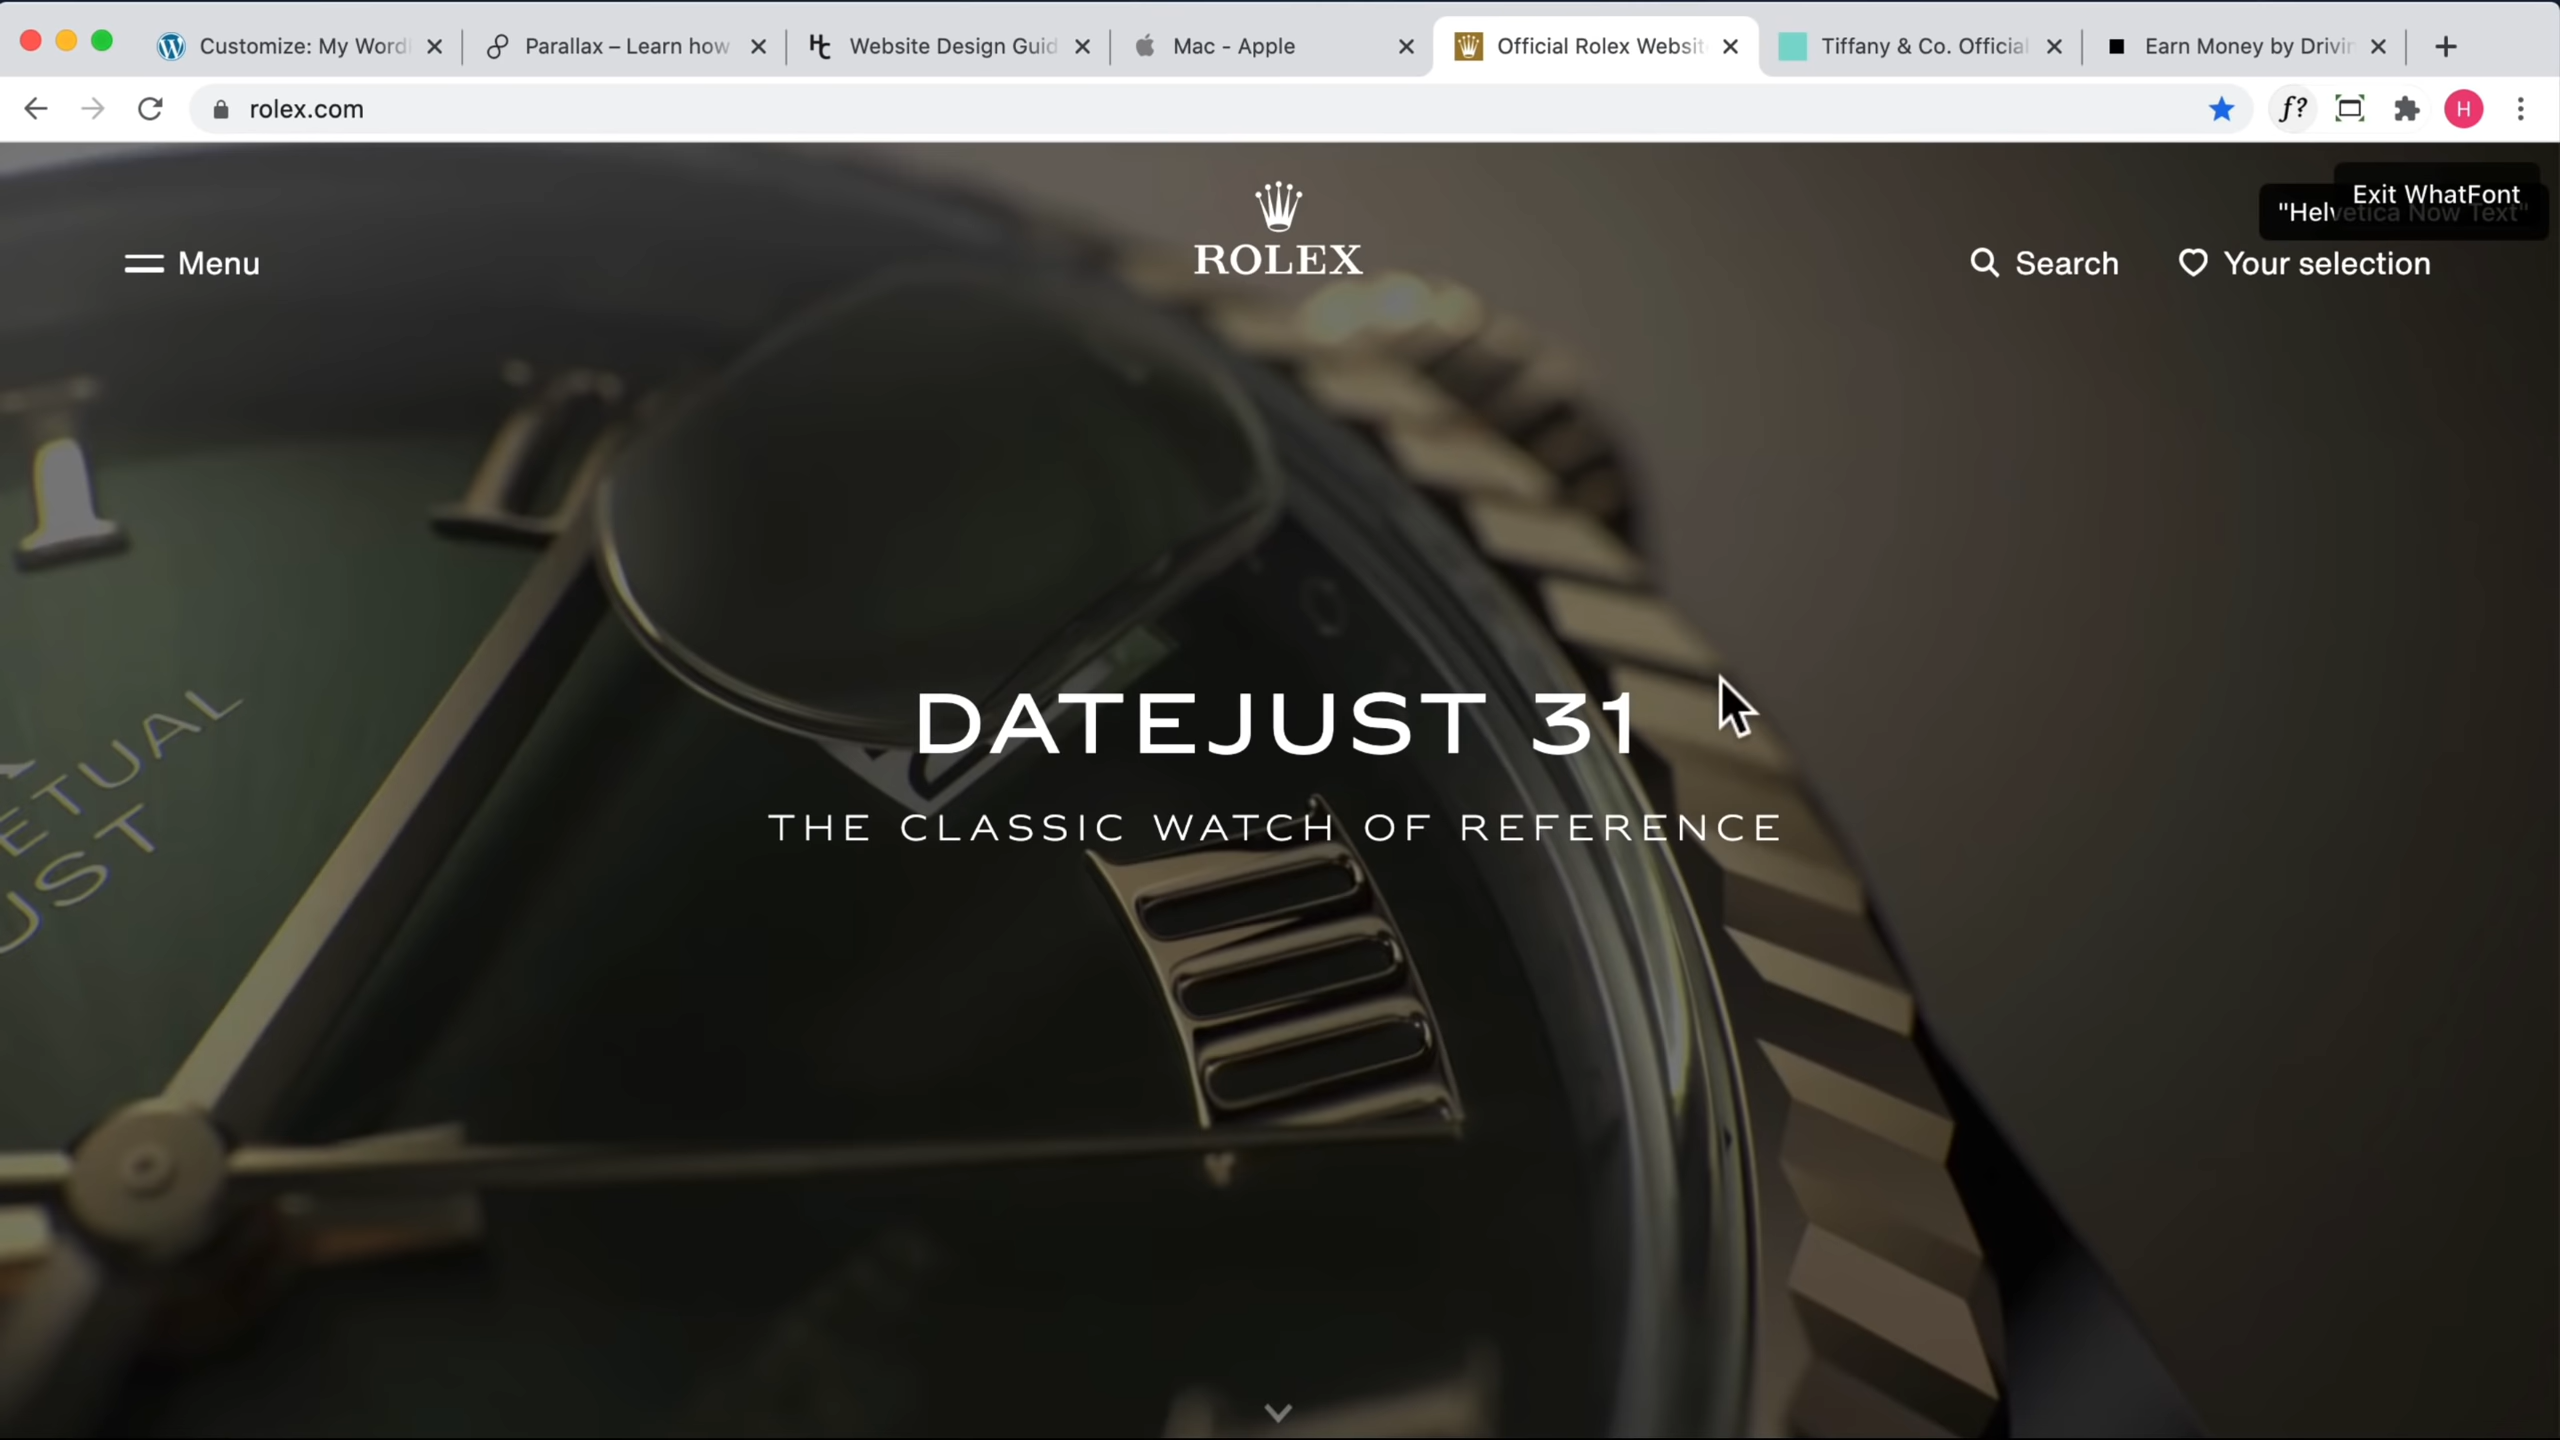 Customize: My Word
Parallax – Learn how
Website Design Guid
Mac - Apple
Official Rolex Websit
Tiffany & Co. Official
Earn Money by Drivin
rolex.com
f?
H
Exit WhatFont
"Helvetica Now Text"
Menu
ROLEX
Search
Your selection
DATEJUST 31
THE CLASSIC WATCH OF REFERENCE
ETUAL
UST